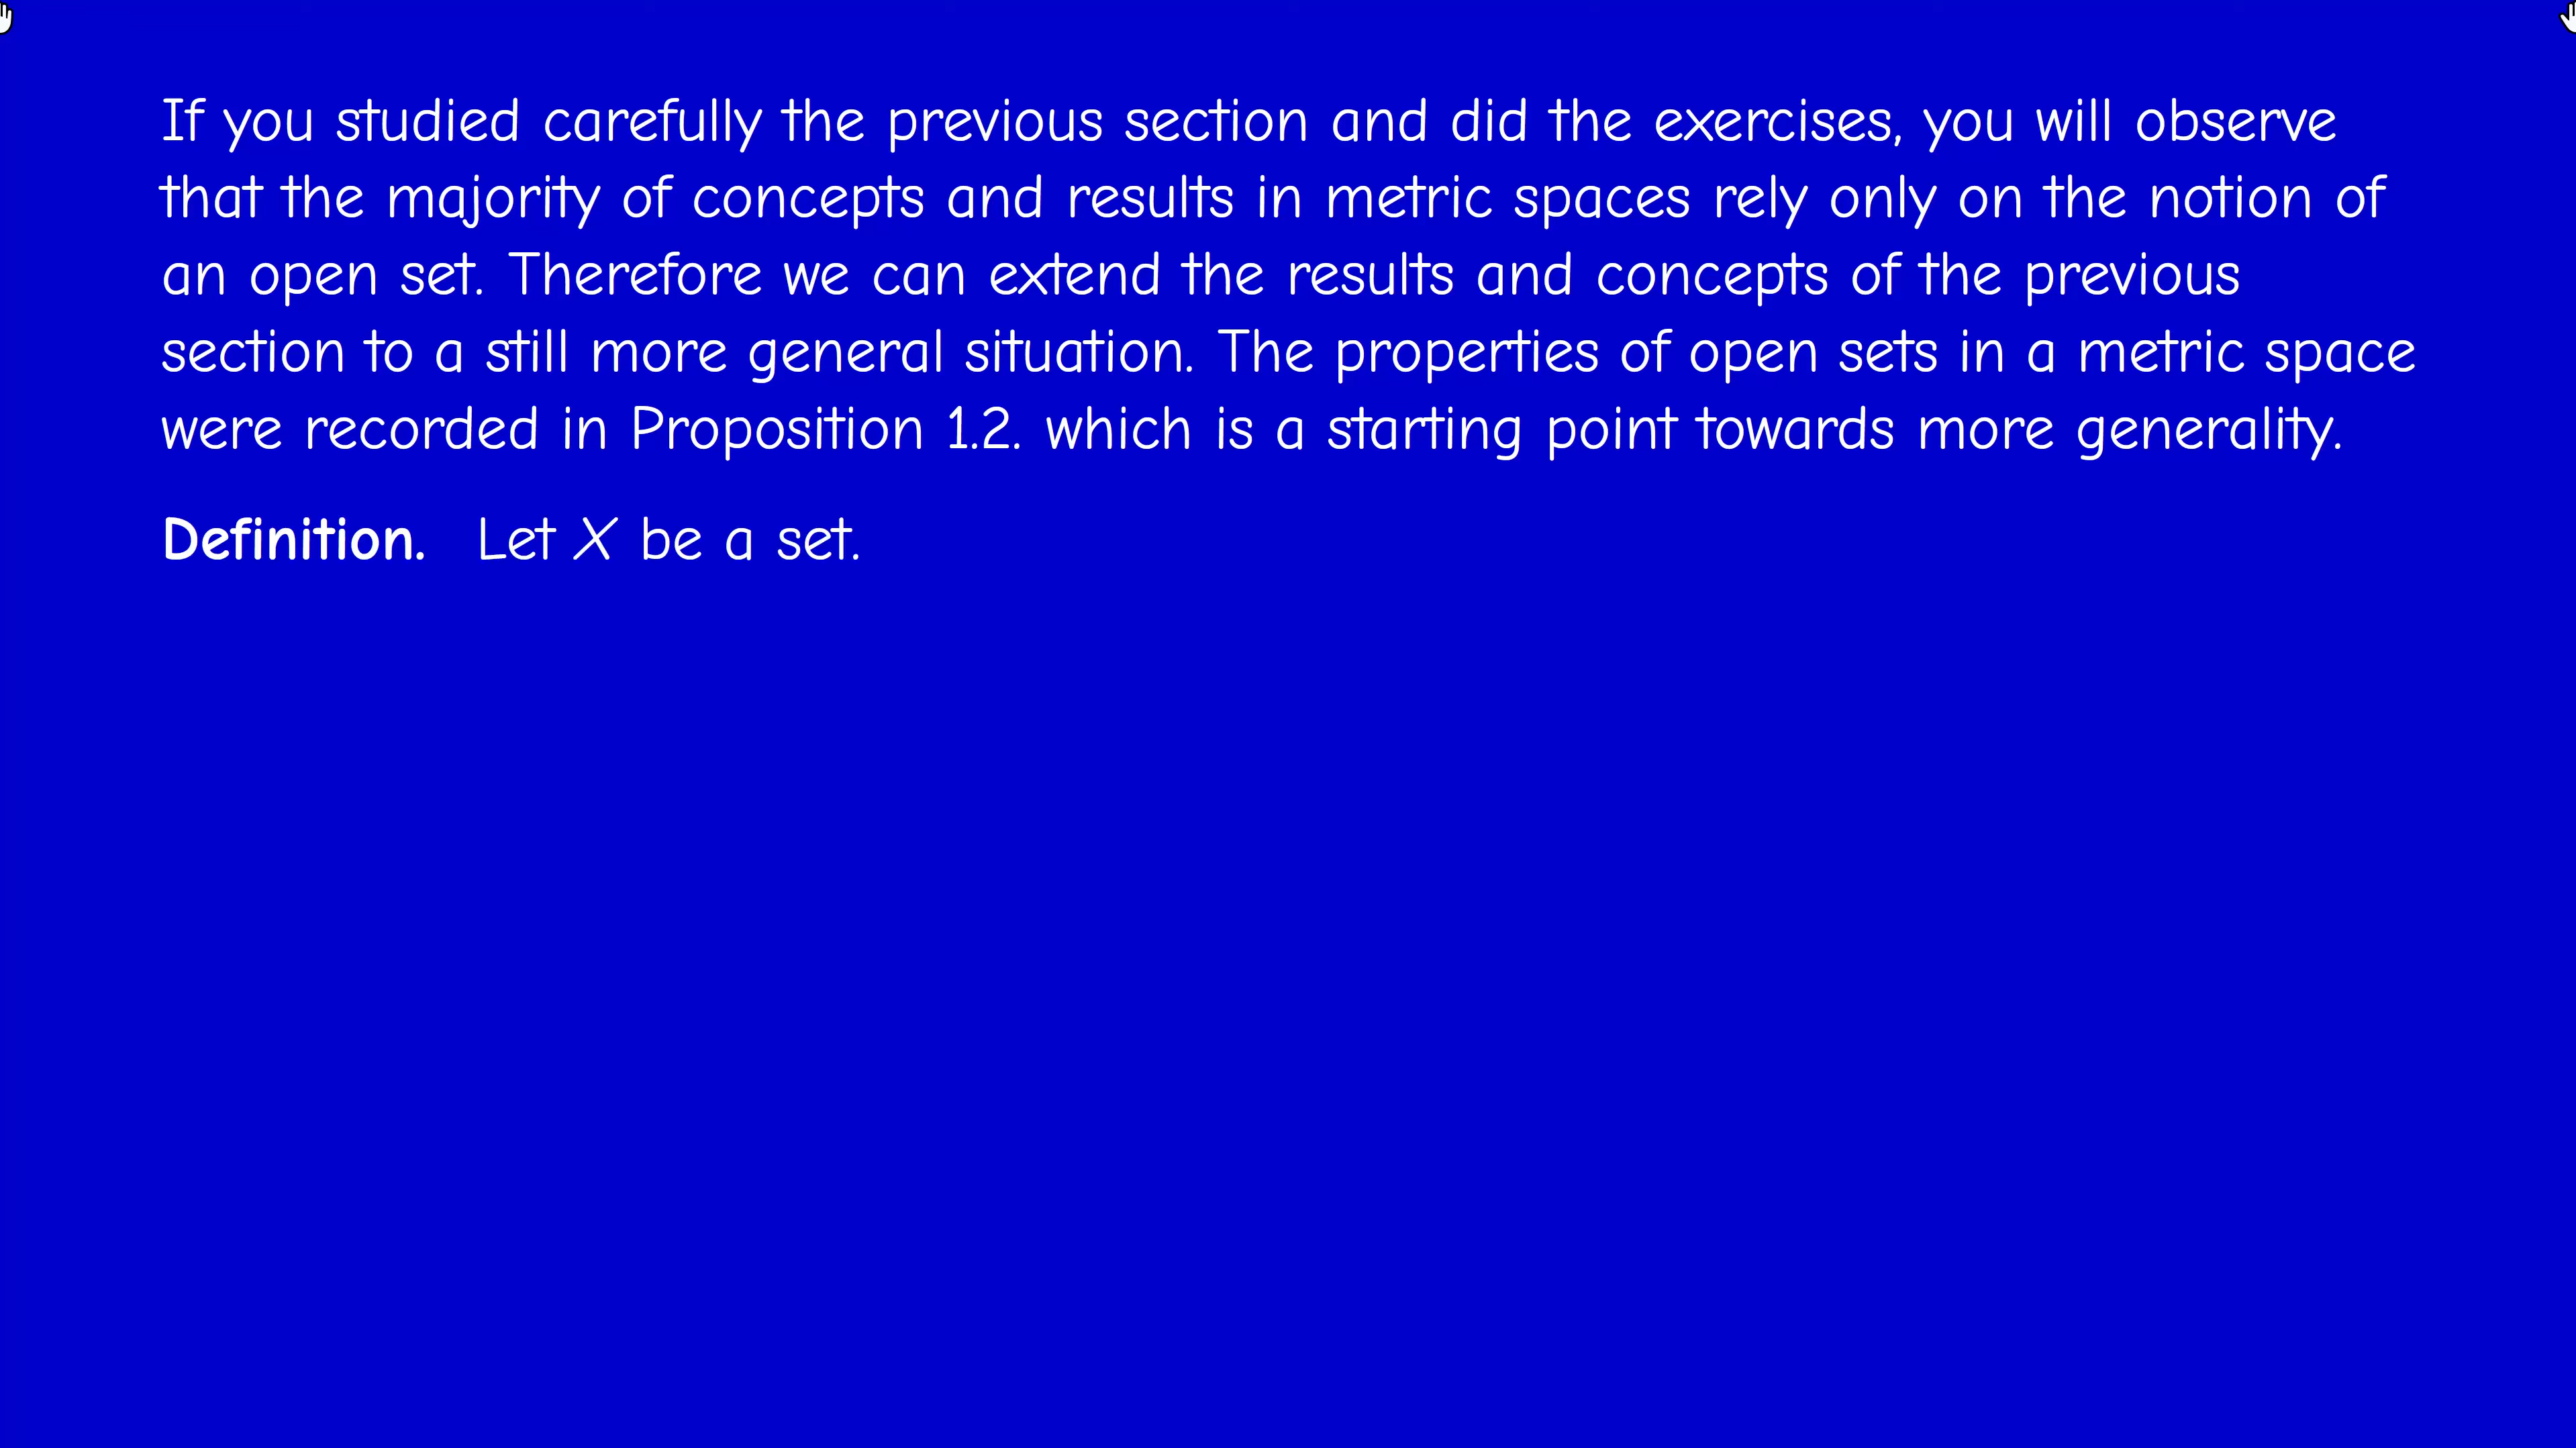 If you studied carefully the previous section and did the exercises, you will observe
that the majority of concepts and results in metric spaces rely only on the notion of
an open set. Therefore we can extend the results and concepts of the previous
section to a still more general situation. The properties of open sets in a metric space
were recorded in Proposition 1.2. which is a starting point towards more generality.
Definition. Let X be a set.